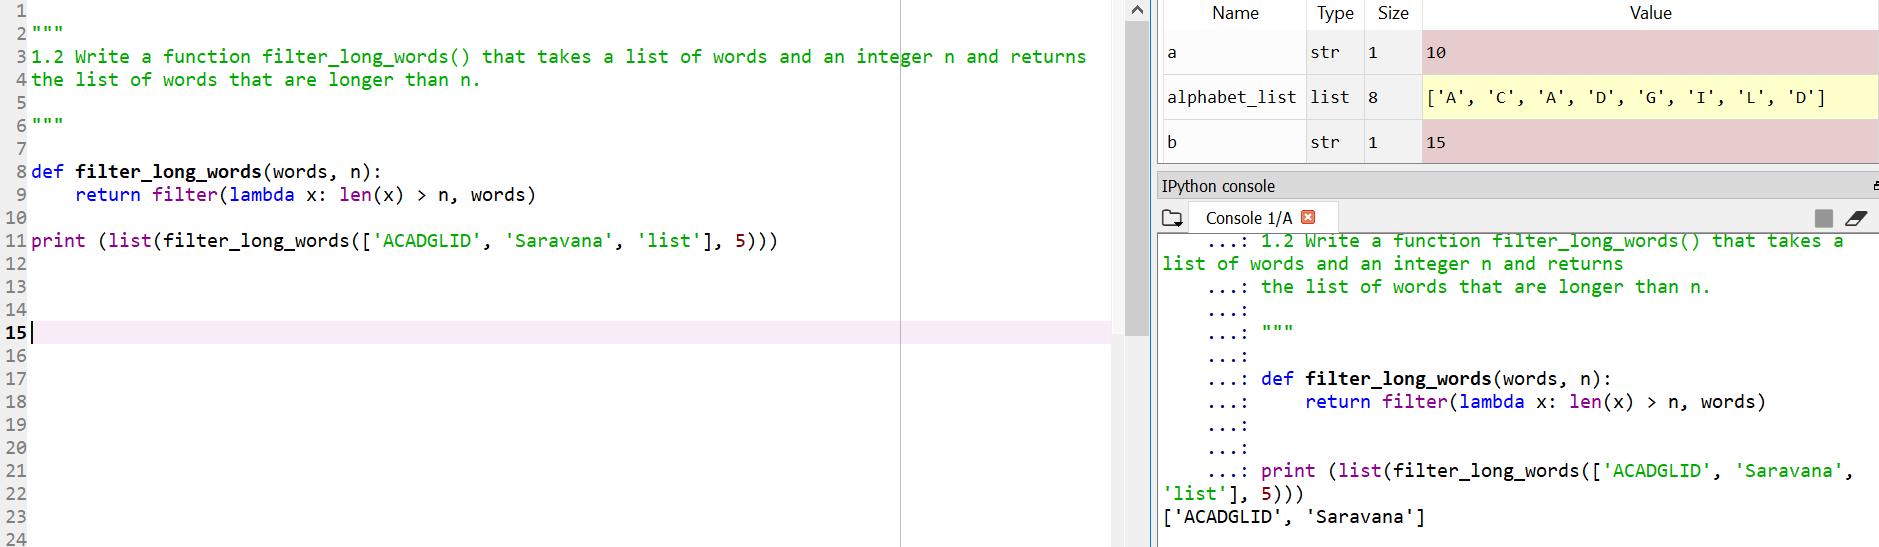 1
2 """
3 1.2 Write a function filter_long_words() that takes a list of words and an integer n and returns
4 the list of words that are longer than n.
5
6 """
7
8 def filter_long_words(words, n):
9     return filter(lambda x: len(x) > n, words)
10
11 print (list(filter_long_words(['ACADGLID', 'Saravana', 'list'], 5)))
12
13
14
15
16
17
18
19
20
21
22
23
24
Name Type Size Value
a str 1 10
alphabet_list list 8 ['A', 'C', 'A', 'D', 'G', 'I', 'L', 'D']
b str 1 15
IPython console
Console 1/A
...: 1.2 Write a function filter_long_words() that takes a
list of words and an integer n and returns
...: the list of words that are longer than n.
...:
...: """
...:
...: def filter_long_words(words, n):
...:     return filter(lambda x: len(x) > n, words)
...:
...:
...: print (list(filter_long_words(['ACADGLID', 'Saravana',
'list'], 5)))
['ACADGLID', 'Saravana']